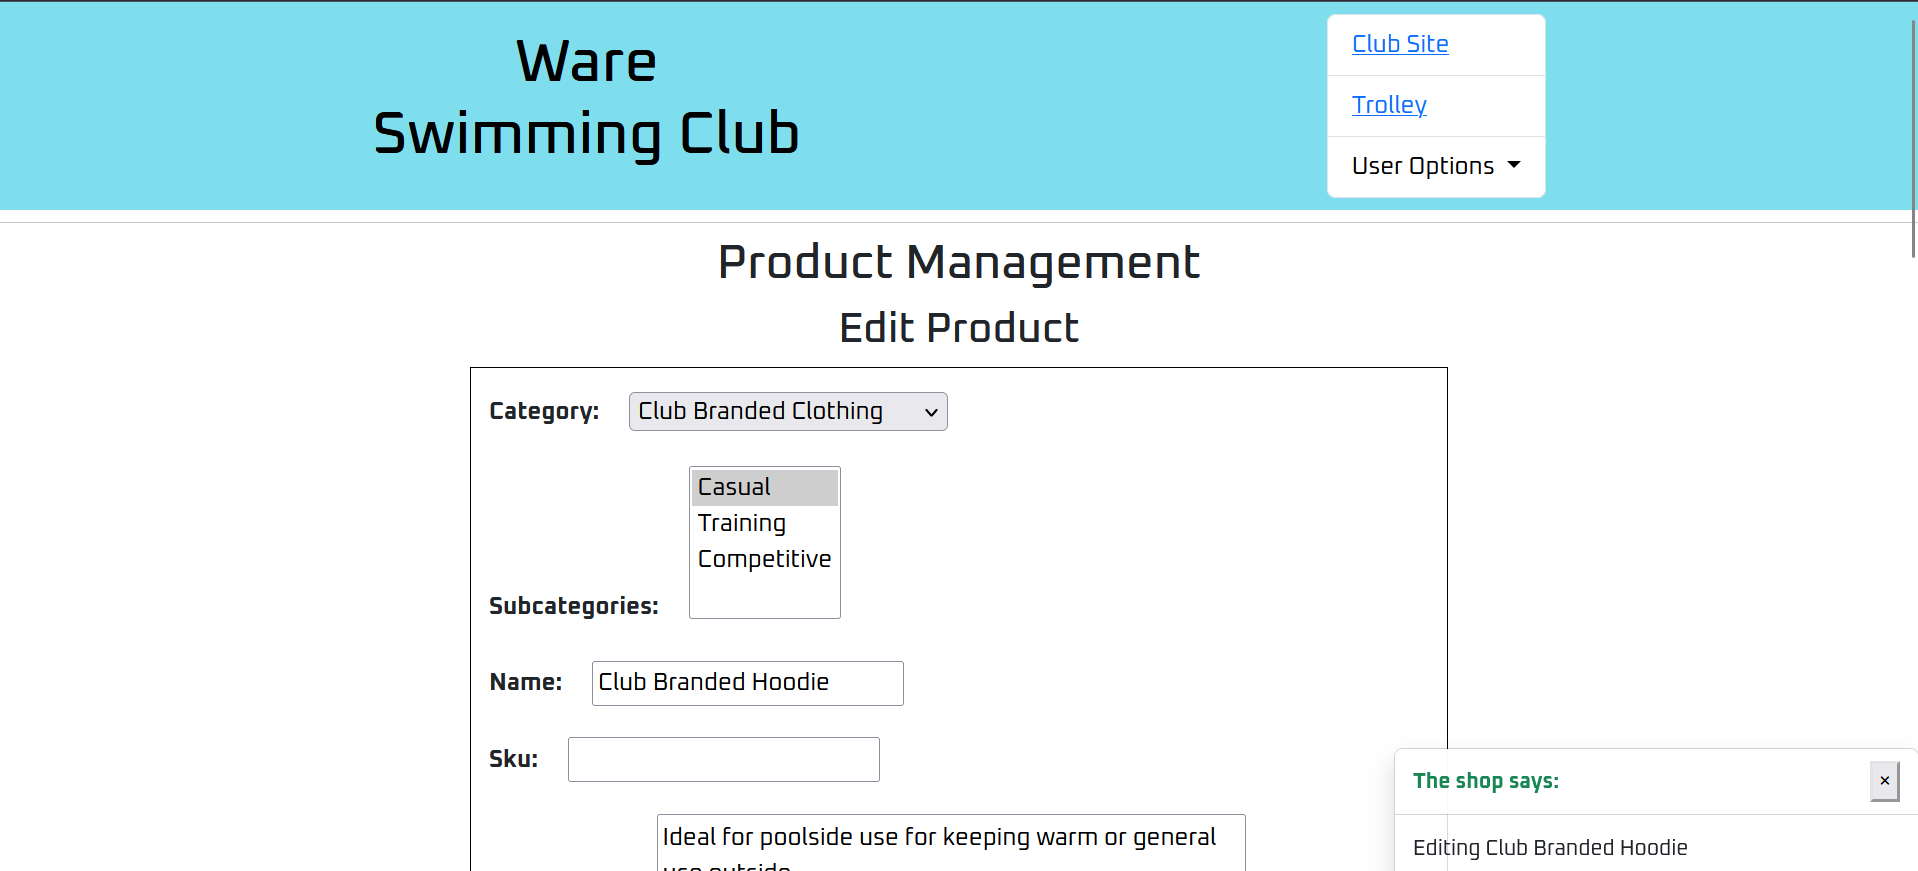 Ware
Swimming Club
Club Site
Trolley
User Options
Product Management
Edit Product
Category: Club Branded Clothing
Casual
Training
Competitive
Subcategories:
Name: Club Branded Hoodie
Sku:
Ideal for poolside use for keeping warm or general
use outside
The shop says: ×
Editing Club Branded Hoodie